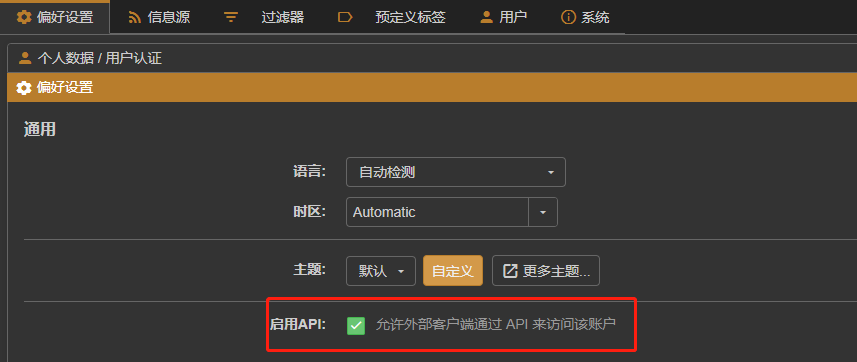 偏好设置 信息源 过滤器 预定义标签 用户 系统
个人数据 / 用户认证
偏好设置
通用
语言: 自动检测
时区: Automatic
主题: 默认 自定义 更多主题...
启用API: 允许外部客户端通过 API 来访问该账户